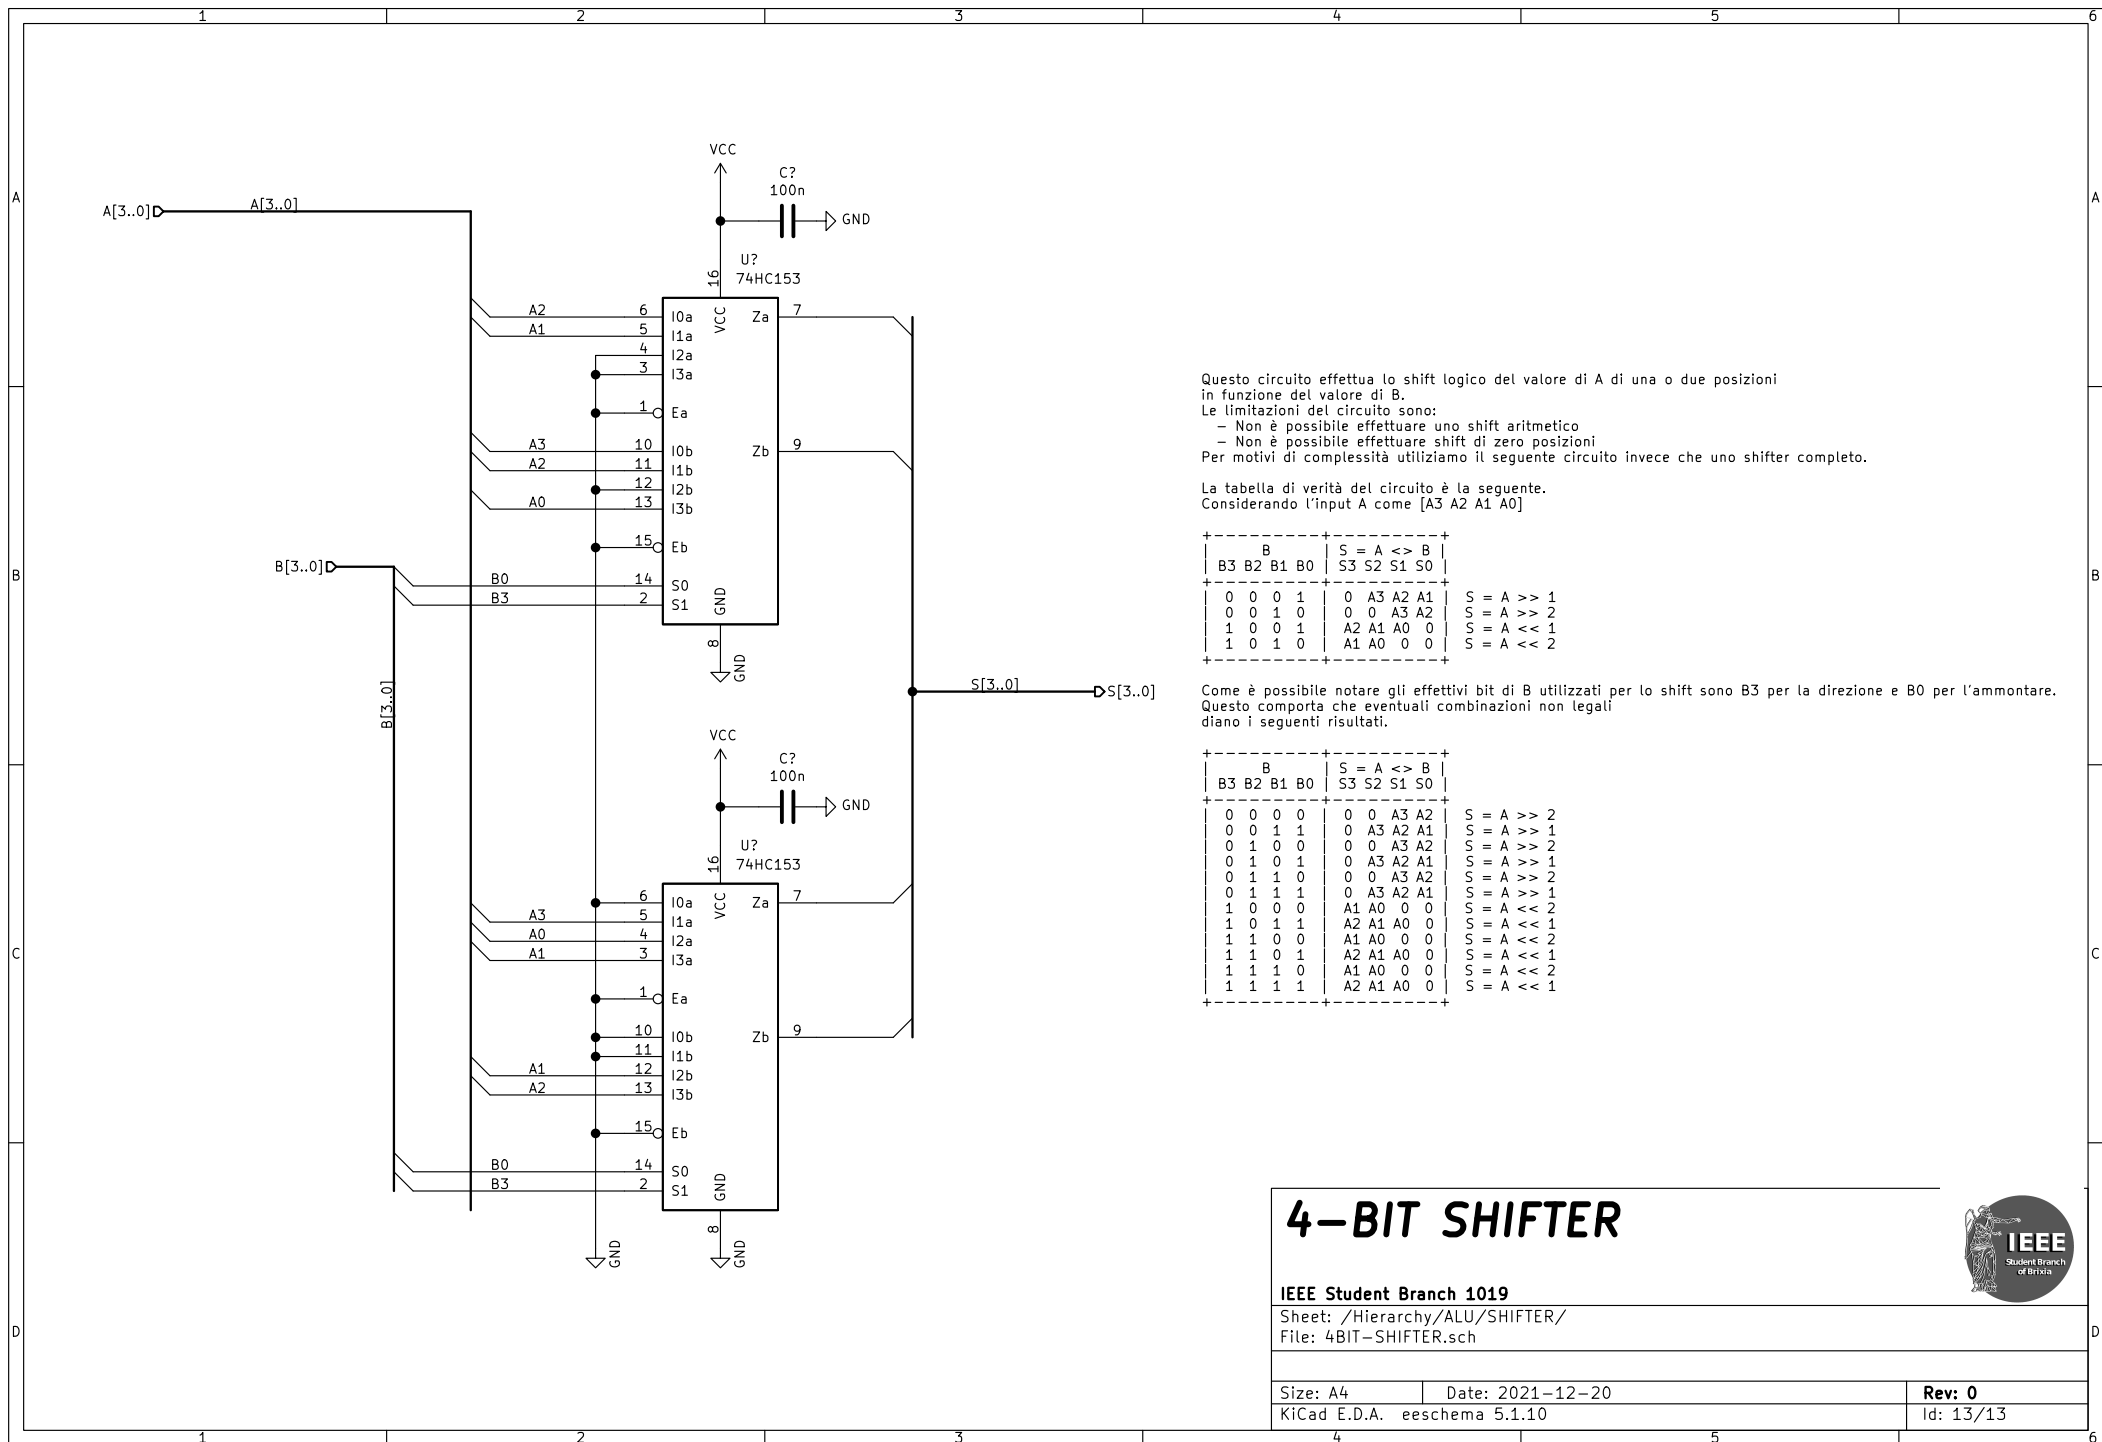 1 2 3 4 5 6
A A
B B
C C
D D
A[3..0] A[3..0]
VCC
C?
100n
GND
U?
74HC153
16
VCC
A2 6 I0a Za 7
A1 5 I1a
4 I2a
3 I3a
1 Ea
A3 10 I0b Zb 9
A2 11 I1b
12 I2b
A0 13 I3b
15 Eb
B[3..0]
B0 14 S0
B3 2 S1
GND
8
GND
B[3..0]
S[3..0] S[3..0]
VCC
C?
100n
GND
U?
74HC153
16
VCC
6 I0a Za 7
A3 5 I1a
A0 4 I2a
A1 3 I3a
1 Ea
10 I0b Zb 9
11 I1b
A1 12 I2b
A2 13 I3b
15 Eb
B0 14 S0
B3 2 S1
GND
8
GND GND
Questo circuito effettua lo shift logico del valore di A di una o due posizioni
in funzione del valore di B.
Le limitazioni del circuito sono:
– Non è possibile effettuare uno shift aritmetico
– Non è possibile effettuare shift di zero posizioni
Per motivi di complessità utiliziamo il seguente circuito invece che uno shifter completo.
La tabella di verità del circuito è la seguente.
Considerando l'input A come [A3 A2 A1 A0]
+---------+---------+
| B | S = A <> B |
| B3 B2 B1 B0 | S3 S2 S1 S0 |
+---------+---------+
| 0 0 0 1 | 0 A3 A2 A1 | S = A >> 1
| 0 0 1 0 | 0 0 A3 A2 | S = A >> 2
| 1 0 0 1 | A2 A1 A0 0 | S = A << 1
| 1 0 1 0 | A1 A0 0 0 | S = A << 2
+---------+---------+
Come è possibile notare gli effettivi bit di B utilizzati per lo shift sono B3 per la direzione e B0 per l'ammontare.
Questo comporta che eventuali combinazioni non legali
diano i seguenti risultati.
+---------+---------+
| B | S = A <> B |
| B3 B2 B1 B0 | S3 S2 S1 S0 |
+---------+---------+
| 0 0 0 0 | 0 0 A3 A2 | S = A >> 2
| 0 0 1 1 | 0 A3 A2 A1 | S = A >> 1
| 0 1 0 0 | 0 0 A3 A2 | S = A >> 2
| 0 1 0 1 | 0 A3 A2 A1 | S = A >> 1
| 0 1 1 0 | 0 0 A3 A2 | S = A >> 2
| 0 1 1 1 | 0 A3 A2 A1 | S = A >> 1
| 1 0 0 0 | A1 A0 0 0 | S = A << 2
| 1 0 1 1 | A2 A1 A0 0 | S = A << 1
| 1 1 0 0 | A1 A0 0 0 | S = A << 2
| 1 1 0 1 | A2 A1 A0 0 | S = A << 1
| 1 1 1 0 | A1 A0 0 0 | S = A << 2
| 1 1 1 1 | A2 A1 A0 0 | S = A << 1
+---------+---------+
4–BIT SHIFTER
IEEE
Student Branch
of Brixia
IEEE Student Branch 1019
Sheet: /Hierarchy/ALU/SHIFTER/
File: 4BIT–SHIFTER.sch
Size: A4 Date: 2021–12–20 Rev: 0
KiCad E.D.A. eeschema 5.1.10 Id: 13/13
1 2 3 4 5 6